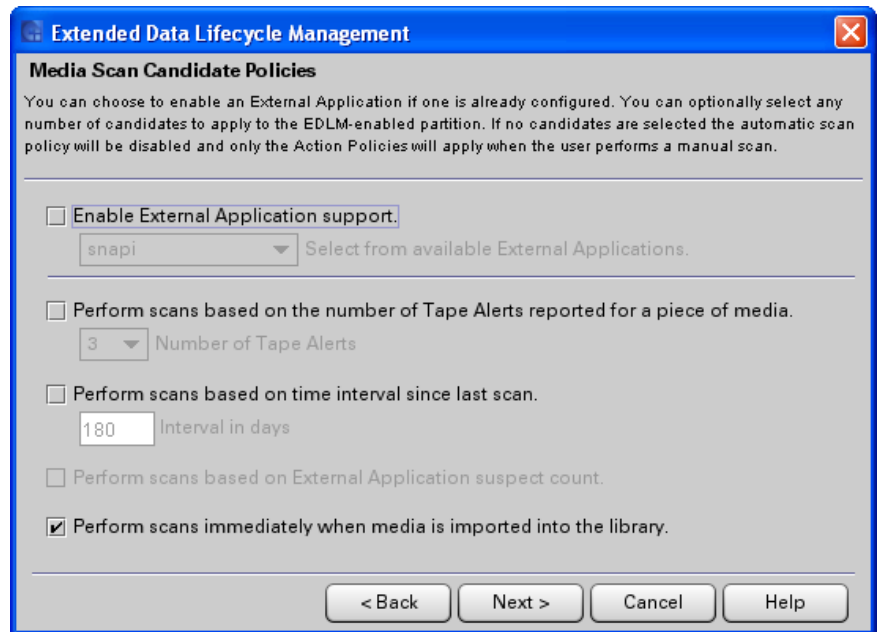 Extended Data Lifecycle Management
Media Scan Candidate Policies
You can choose to enable an External Application if one is already configured. You can optionally select any
number of candidates to apply to the EDLM-enabled partition. If no candidates are selected the automatic scan
policy will be disabled and only the Action Policies will apply when the user performs a manual scan.
Enable External Application support.
snapi Select from available External Applications.
Perform scans based on the number of Tape Alerts reported for a piece of media.
3 Number of Tape Alerts
Perform scans based on time interval since last scan.
180 Interval in days
Perform scans based on External Application suspect count.
Perform scans immediately when media is imported into the library.
< Back Next > Cancel Help